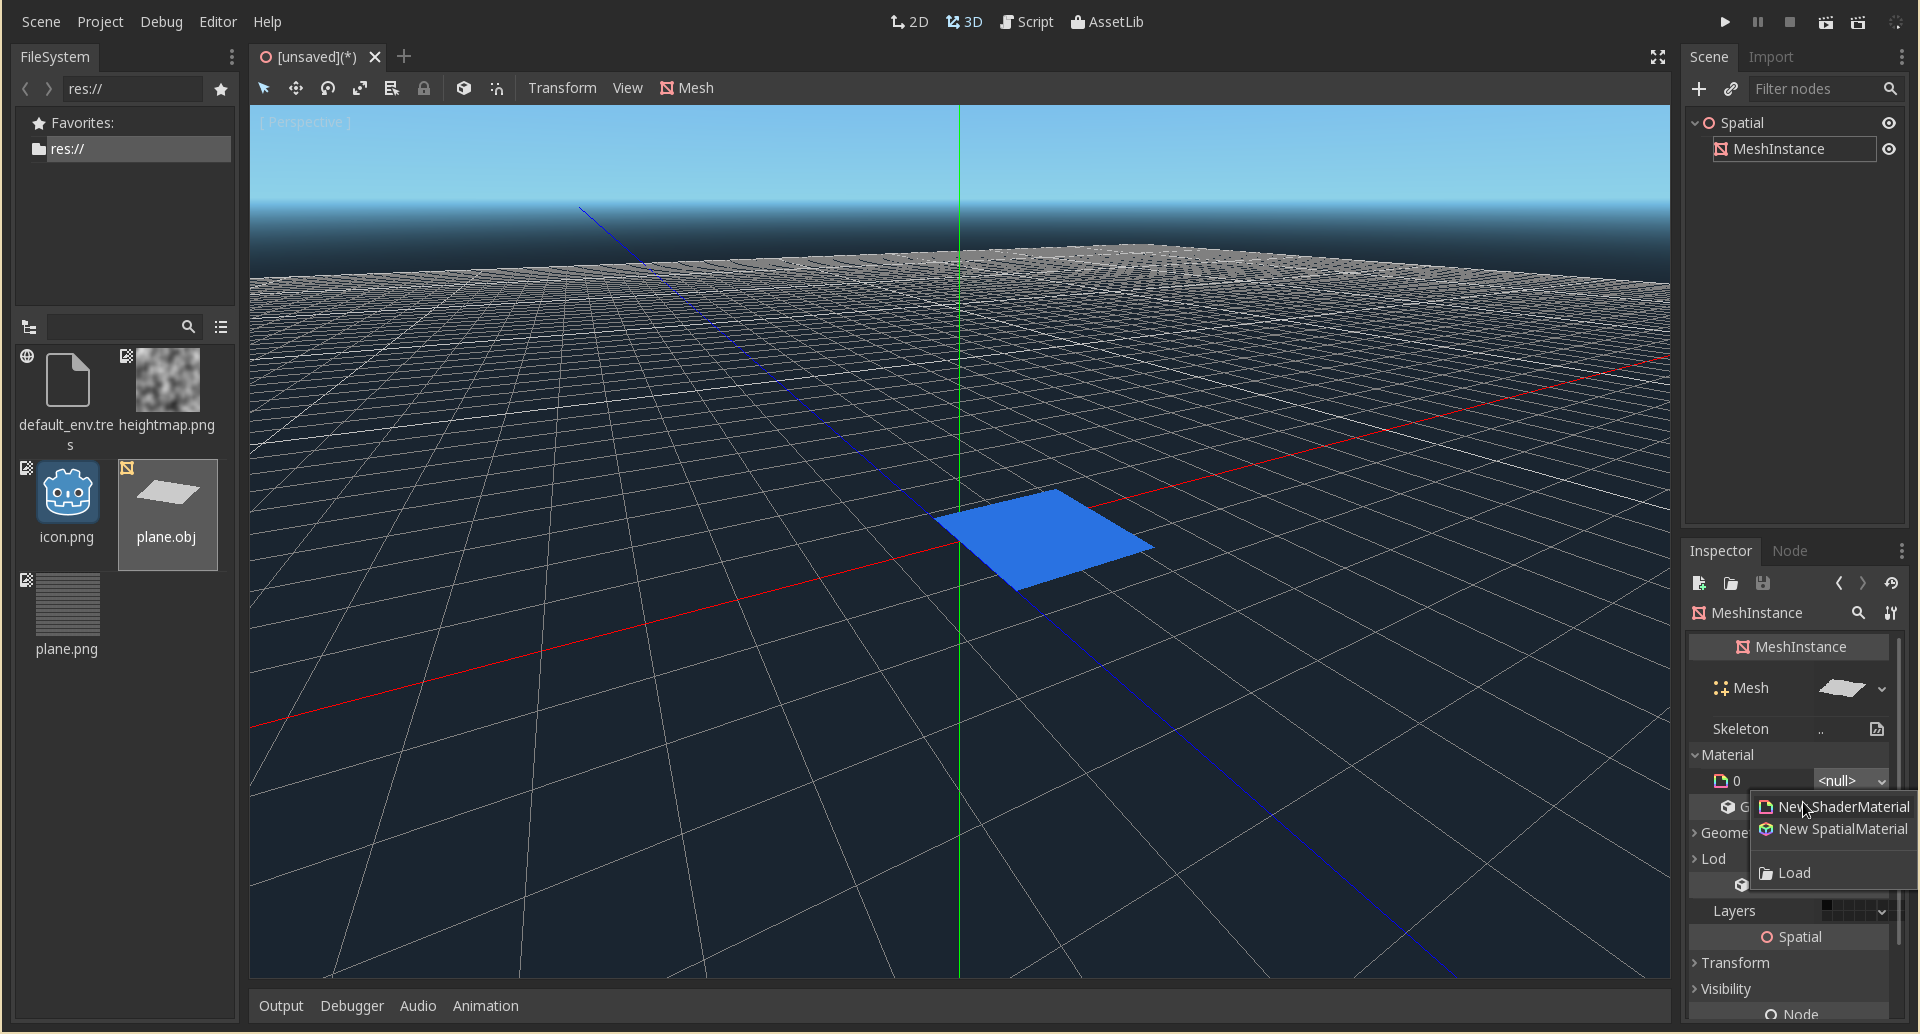 Scene Project Debug Editor Help
2D 3D Script AssetLib
FileSystem
[unsaved](*)
Scene Import
res://
Transform View Mesh
Filter nodes
Favorites:
res://
[ Perspective ]
Spatial
MeshInstance
default_env.tre
s
heightmap.png
icon.png
plane.obj
plane.png
Inspector Node
MeshInstance
MeshInstance
Mesh
Skeleton ..
Material
0 <null>
G
New ShaderMaterial
New SpatialMaterial
Load
Geome
Lod
Layers
Spatial
Transform
Visibility
Node
Output Debugger Audio Animation